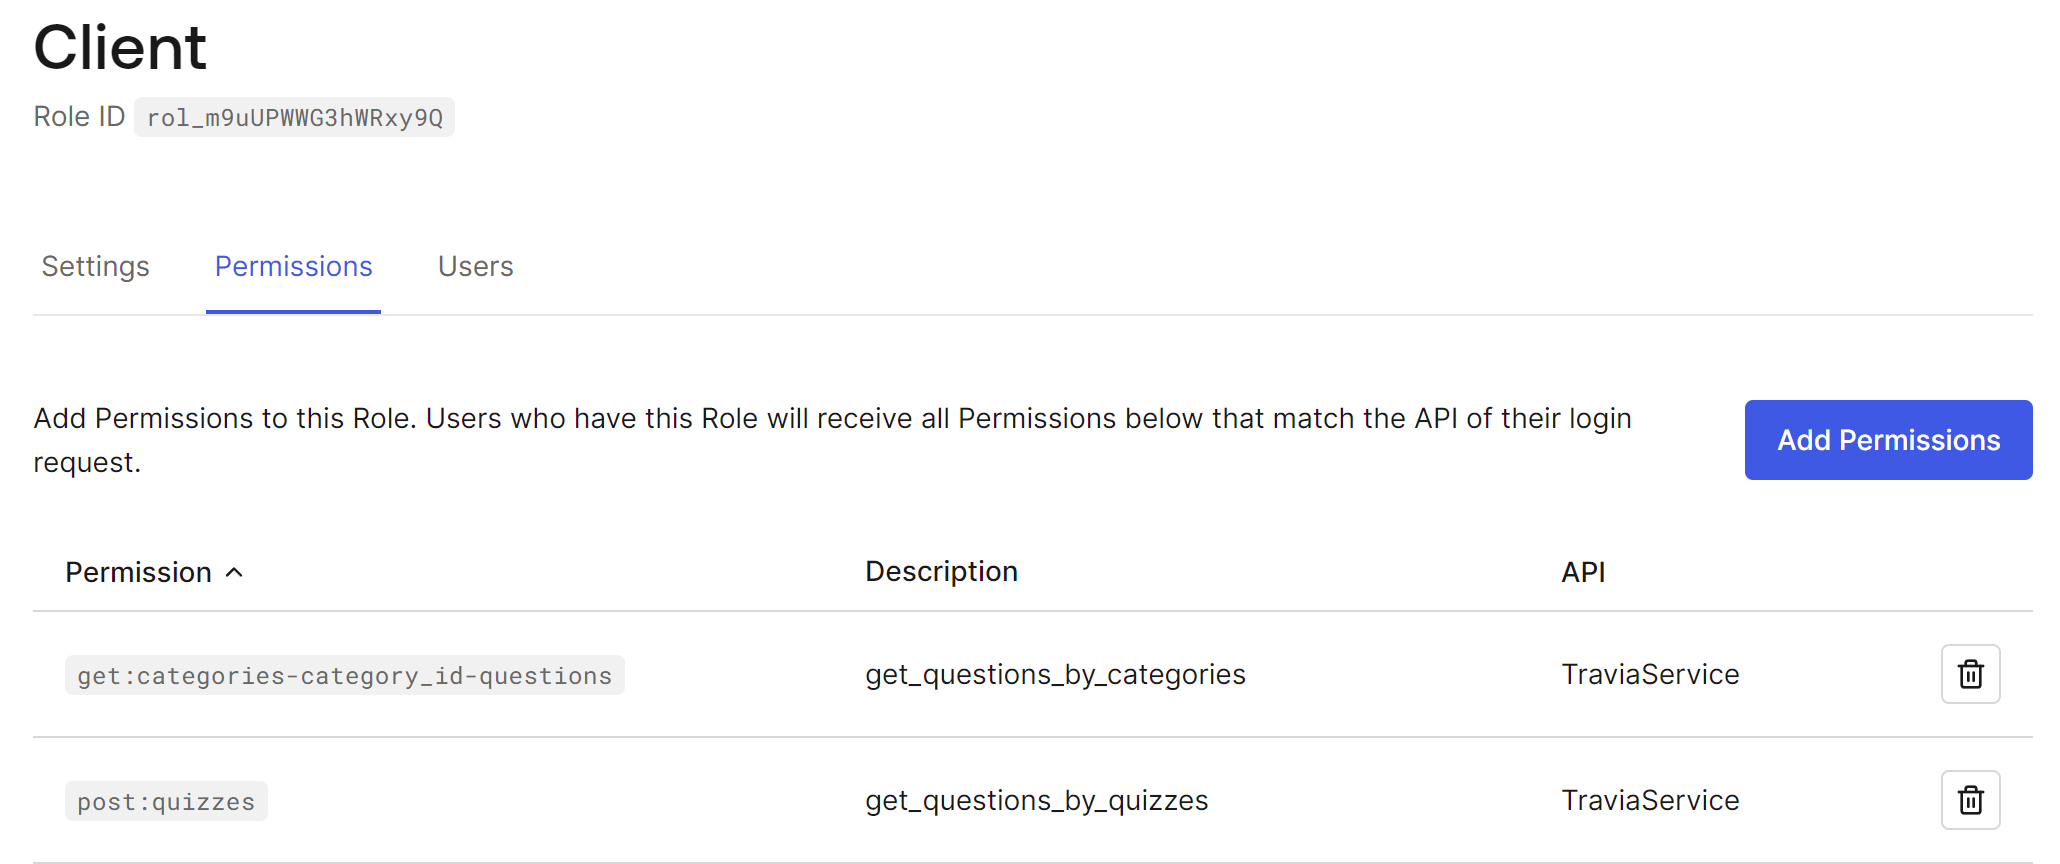 Client
Role ID rol_m9uUPWWG3hWRxy9Q
Settings Permissions Users
Add Permissions to this Role. Users who have this Role will receive all Permissions below that match the API of their login
request.
Add Permissions
Permission Description API
get:categories-category_id-questions get_questions_by_categories TraviaService
post:quizzes get_questions_by_quizzes TraviaService